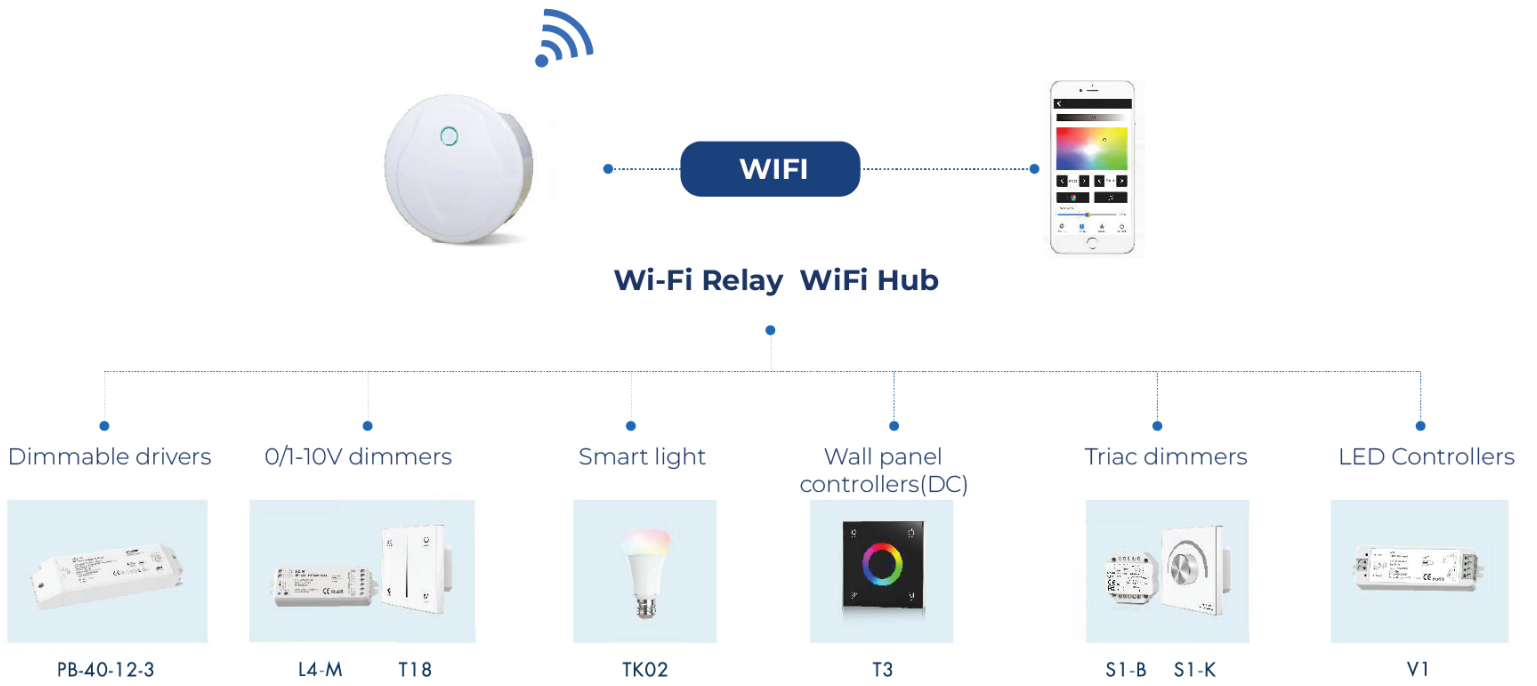 WIFI
Wi-Fi Relay WiFi Hub
Dimmable drivers
0/1-10V dimmers
Smart light
Wall panel
controllers(DC)
Triac dimmers
LED Controllers
PB-40-12-3
L4-M
T18
TK02
T3
S1-B
S1-K
V1